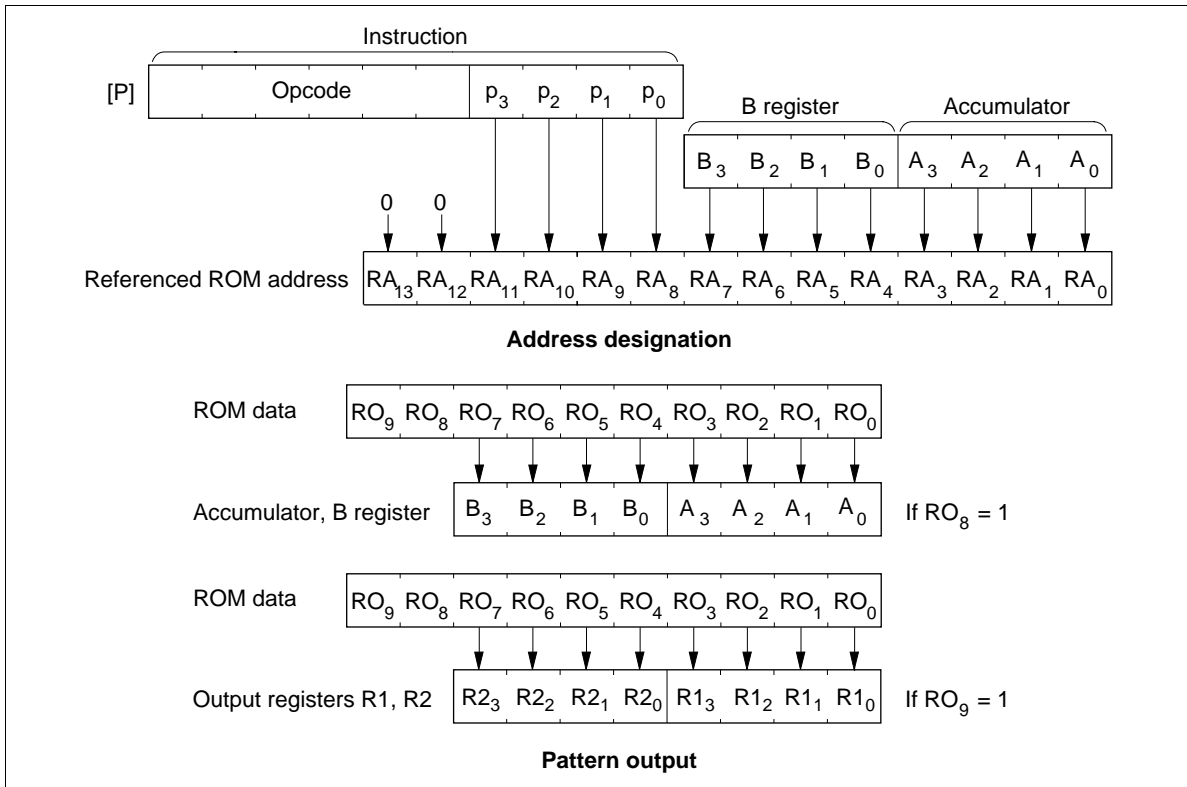 Instruction
[P] Opcode p3 p2 p1 p0
B register Accumulator
B3 B2 B1 B0 A3 A2 A1 A0
0 0
Referenced ROM address RA13 RA12 RA11 RA10 RA9 RA8 RA7 RA6 RA5 RA4 RA3 RA2 RA1 RA0
Address designation
ROM data RO9 RO8 RO7 RO6 RO5 RO4 RO3 RO2 RO1 RO0
Accumulator, B register B3 B2 B1 B0 A3 A2 A1 A0 If RO8 = 1
ROM data RO9 RO8 RO7 RO6 RO5 RO4 RO3 RO2 RO1 RO0
Output registers R1, R2 R23 R22 R21 R20 R13 R12 R11 R10 If RO9 = 1
Pattern output